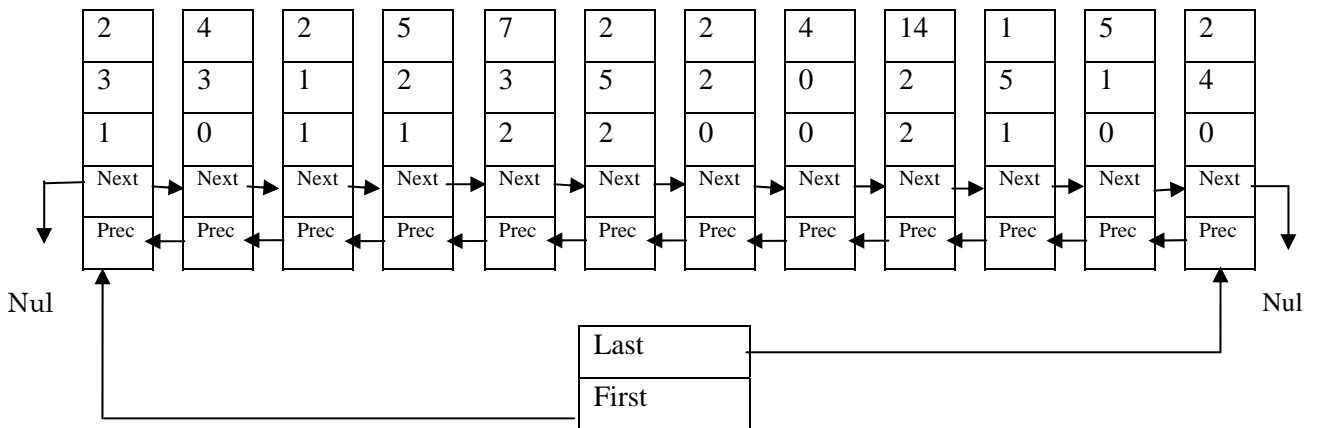 2 4 2 5 7 2 2 4 14 1 5 2
3 3 1 2 3 5 2 0 2 5 1 4
1 0 1 1 2 2 0 0 2 1 0 0
Next Next Next Next Next Next Next Next Next Next Next Next
Prec Prec Prec Prec Prec Prec Prec Prec Prec Prec Prec Prec
Nul Nul
Last
First